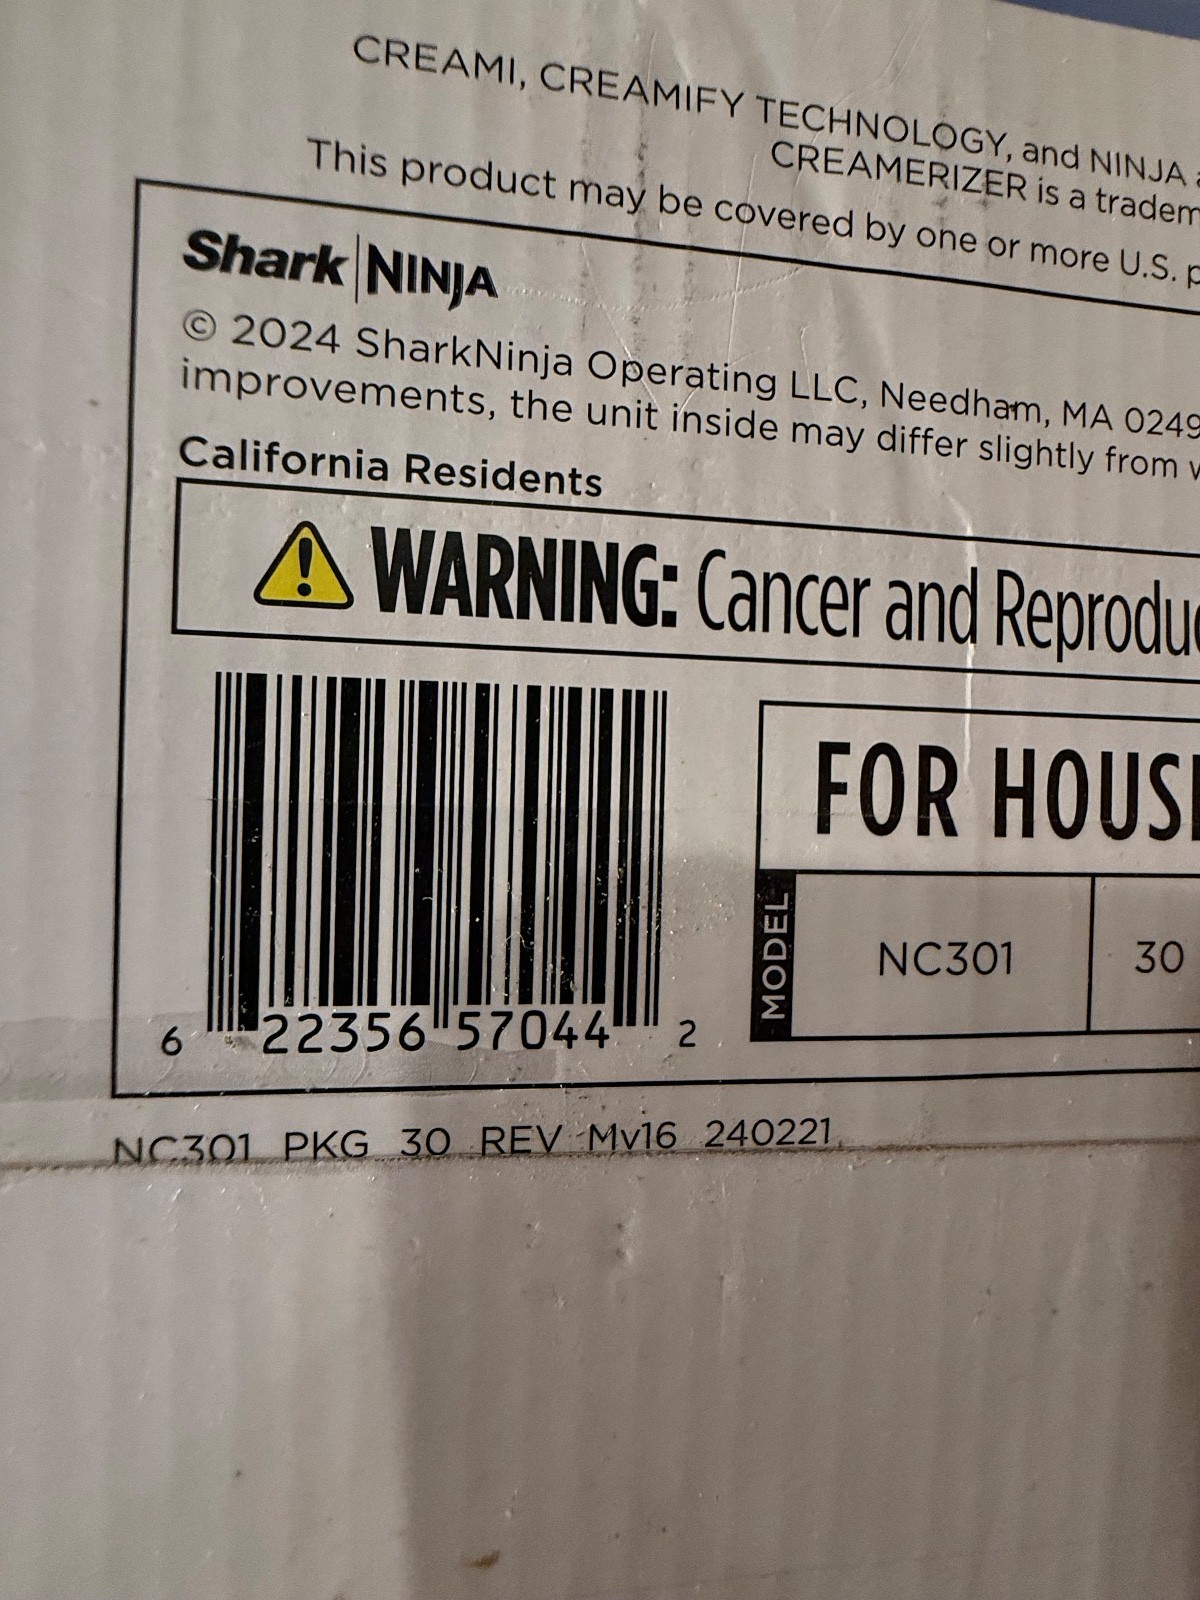 CREAMI, CREAMIFY TECHNOLOGY, and NINJA
CREAMERIZER is a tradem
This product may be covered by one or more U.S. p
Shark | NINJA
© 2024 SharkNinja Operating LLC, Needham, MA 0249
improvements, the unit inside may differ slightly from w
California Residents
WARNING: Cancer and Reproduc
FOR HOUSE
MODEL
NC301
30
6 22356 57044 2
NC301 PKG 30 REV Mv16 240221